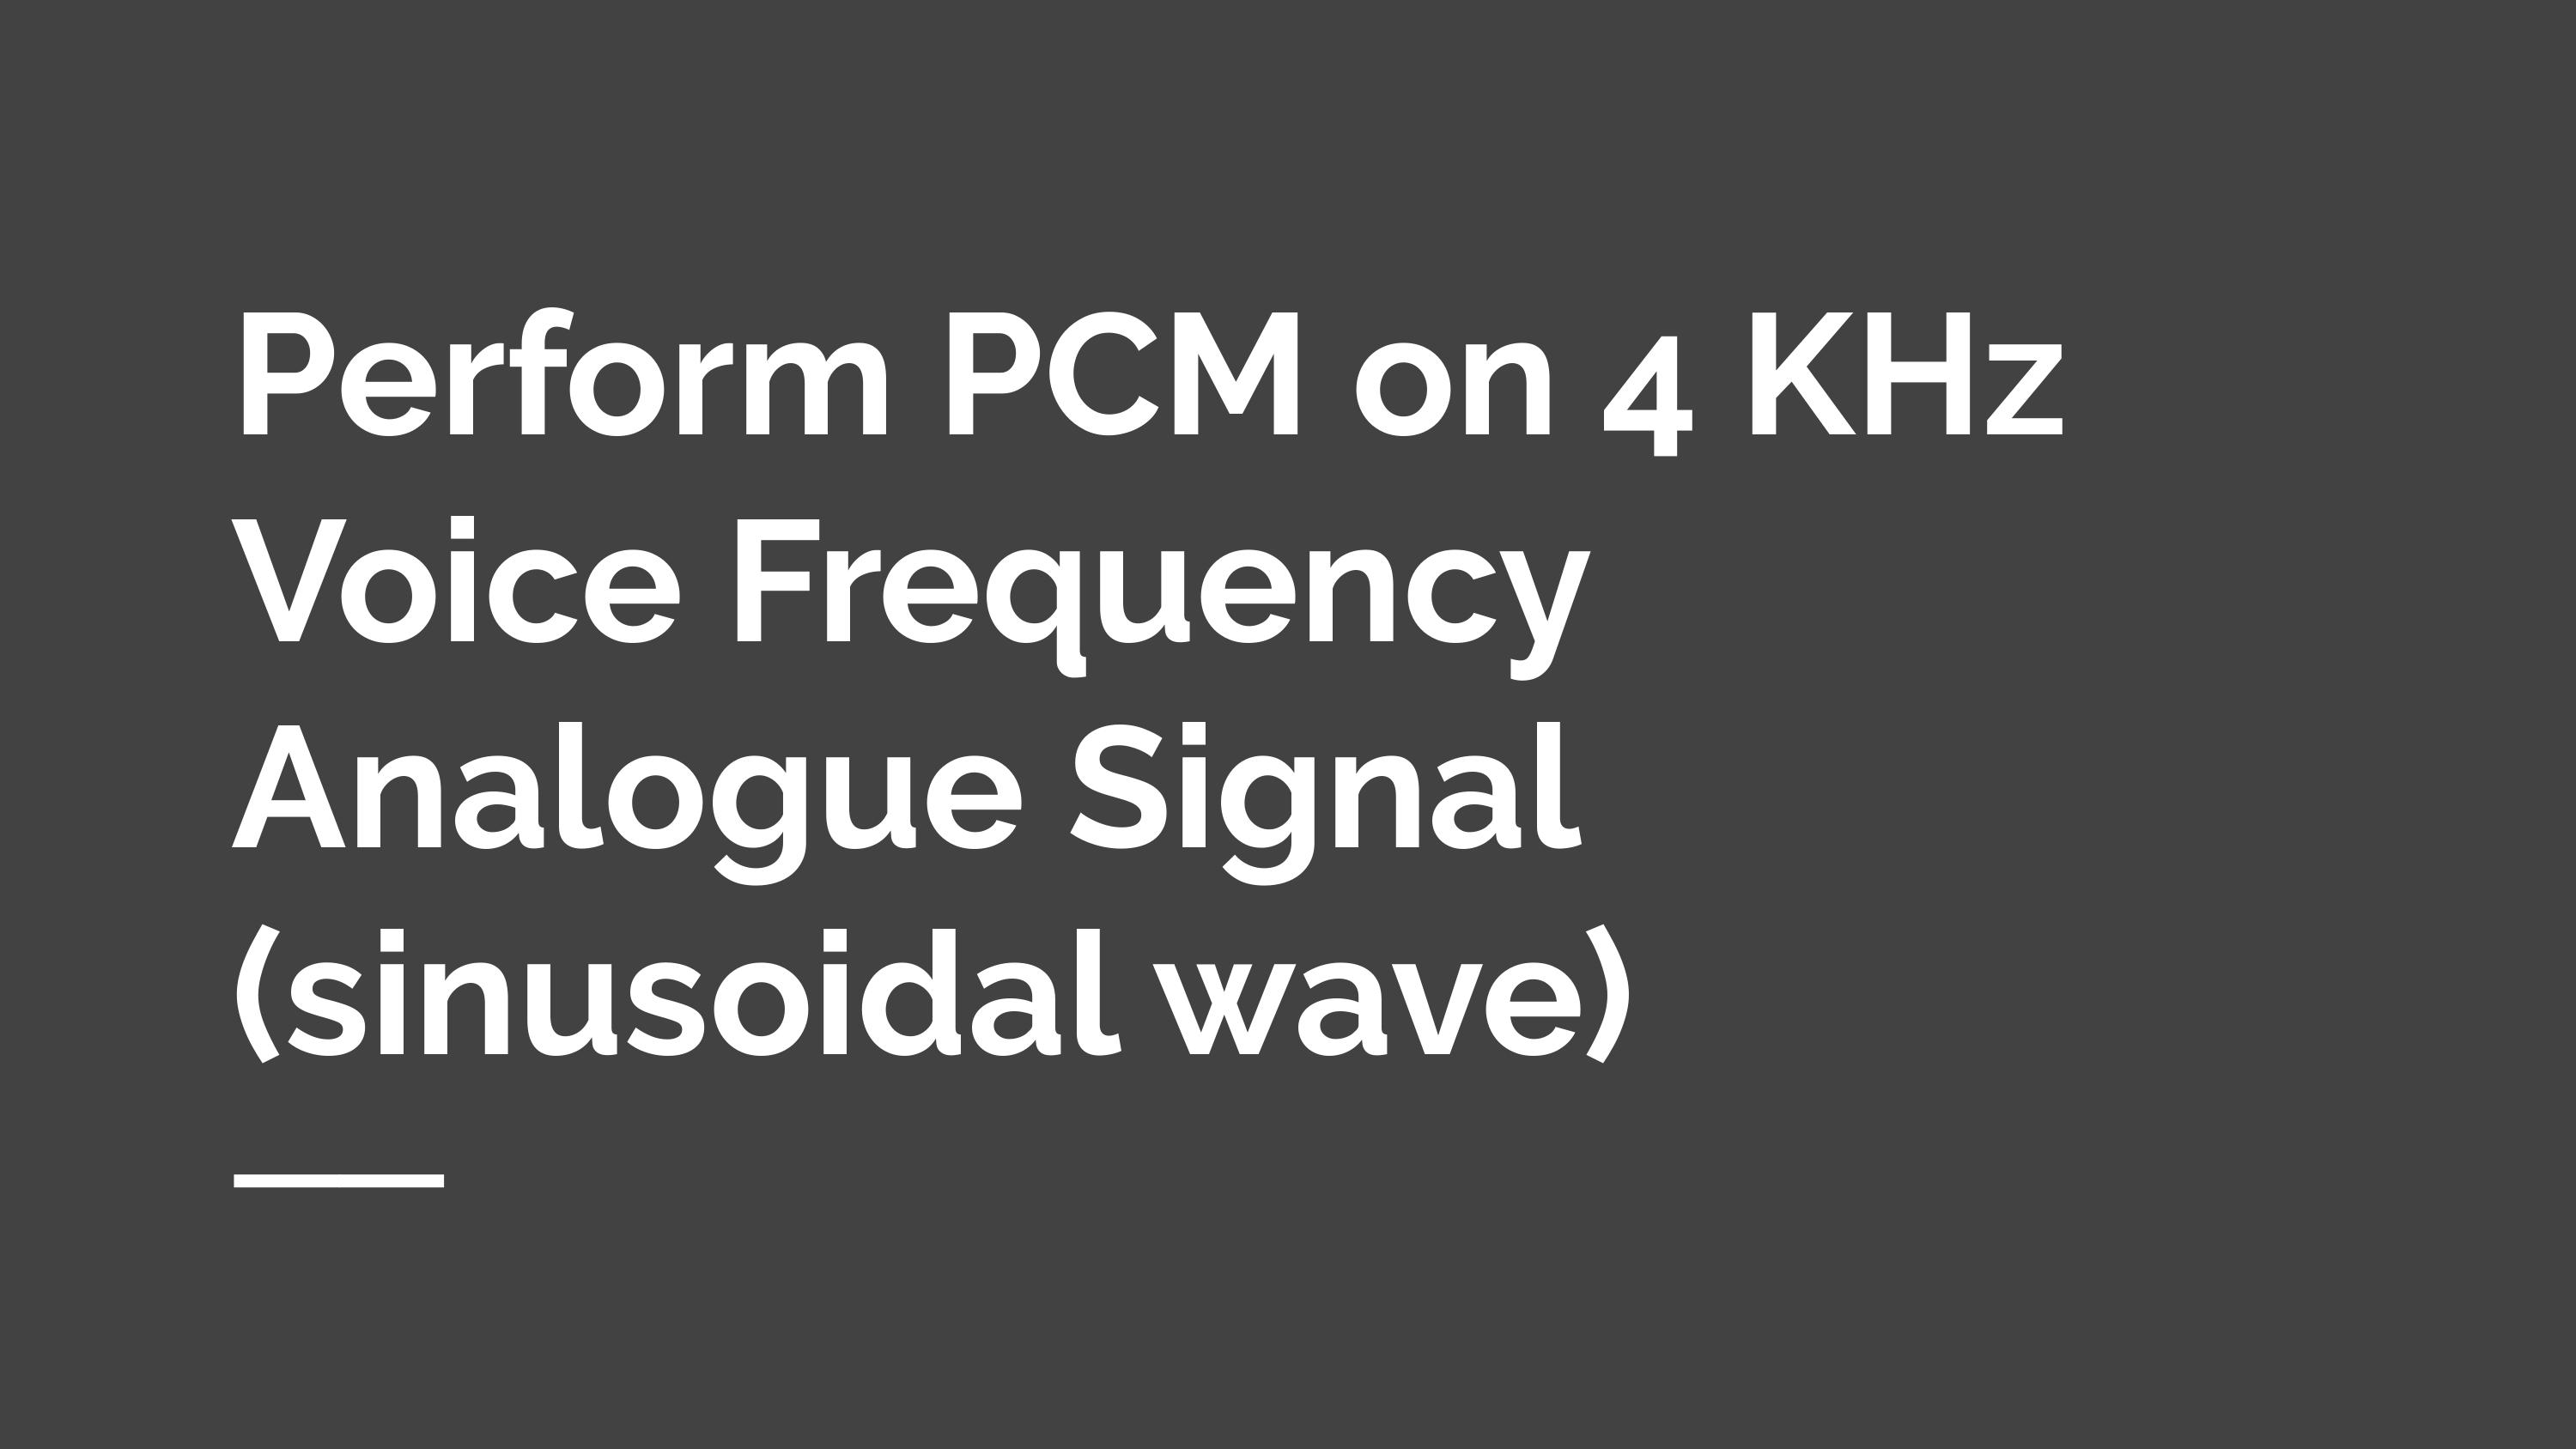 Perform PCM on 4 KHz
Voice Frequency
Analogue Signal
(sinusoidal wave)